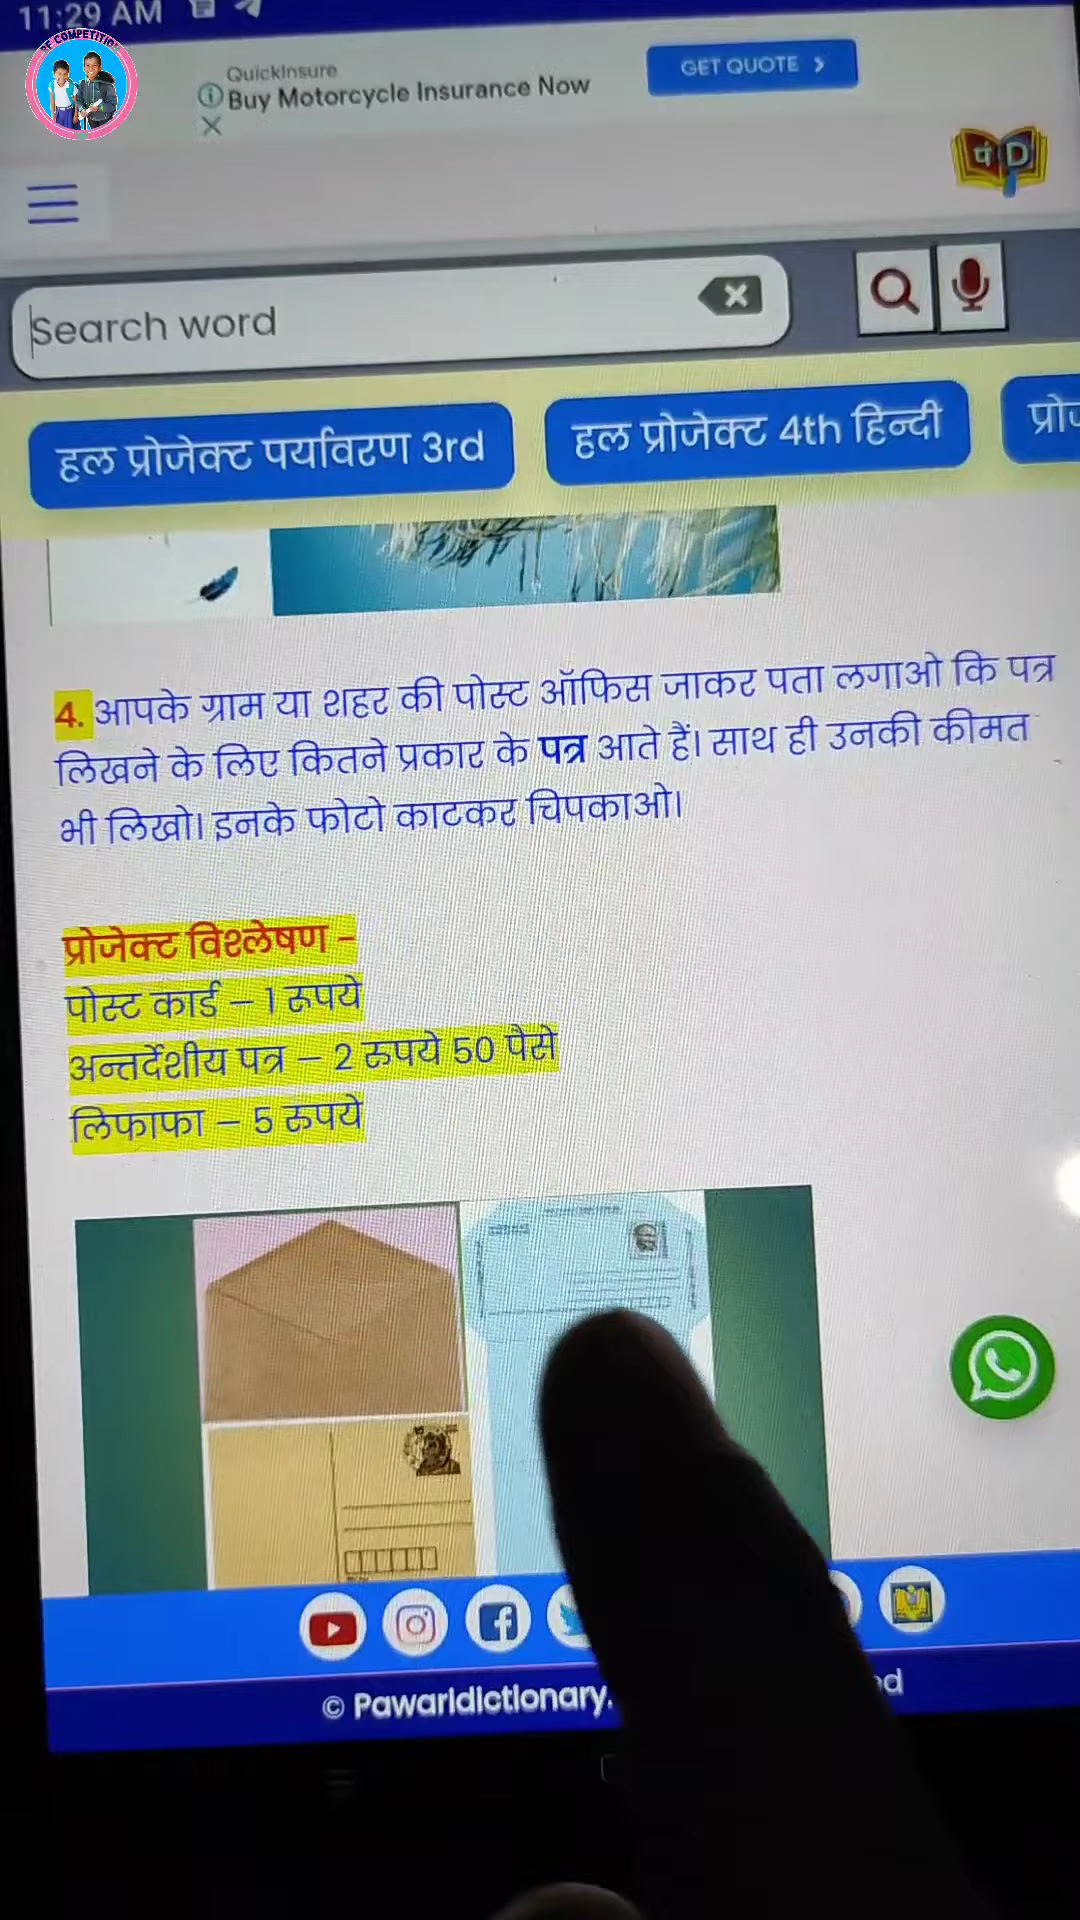 11:29 AM
OF COMPETITION
QuickInsure
Buy Motorcycle Insurance Now
GET QUOTE >
पं D
Search word
हल प्रोजेक्ट पर्यावरण 3rd
हल प्रोजेक्ट 4th हिन्दी
4. आपके ग्राम या शहर की पोस्ट ऑफिस जाकर पता लगाओ कि पत्र
लिखने के लिए कितने प्रकार के पत्र आते हैं। साथ ही उनकी कीमत
भी लिखो। इनके फोटो काटकर चिपकाओ।
प्रोजेक्ट विश्लेषण –
पोस्ट कार्ड – 1 रूपये
अन्तर्देशीय पत्र – 2 रुपये 50 पैसे
लिफाफा – 5 रुपये
© Pawaridictionary.